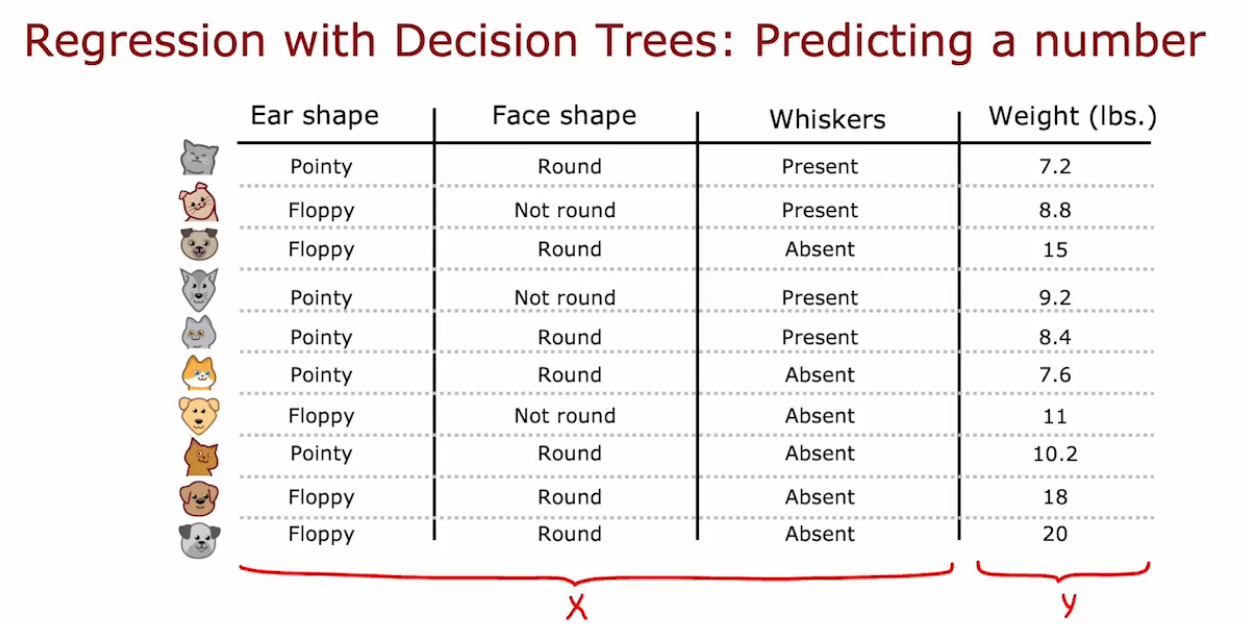 Regression with Decision Trees: Predicting a number
Ear shape Face shape Whiskers Weight (lbs.)
Pointy Round Present 7.2
Floppy Not round Present 8.8
Floppy Round Absent 15
Pointy Not round Present 9.2
Pointy Round Present 8.4
Pointy Round Absent 7.6
Floppy Not round Absent 11
Pointy Round Absent 10.2
Floppy Round Absent 18
Floppy Round Absent 20
X y